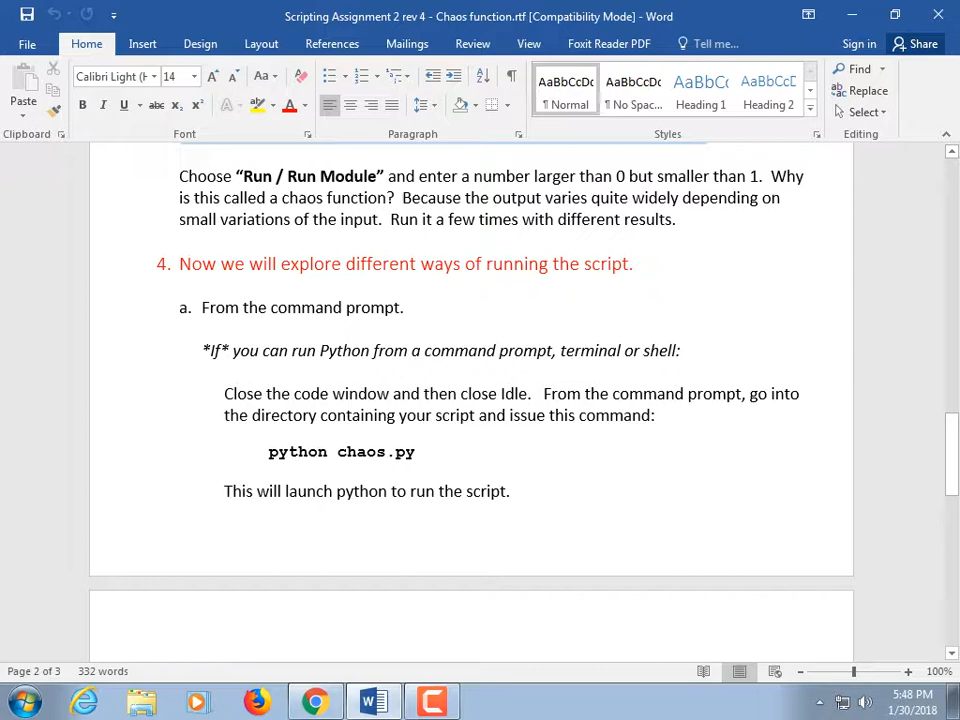 Scripting Assignment 2 rev 4 - Chaos function.rtf [Compatibility Mode] - Word
File Home Insert Design Layout References Mailings Review View Foxit Reader PDF Tell me... Sign in Share
Paste
Calibri Light (H 14
Aa
B I U abc x₂ x² A A
AaBbCcDc AaBbCcDc AaBbCc AaBbCcD
¶ Normal ¶ No Spac... Heading 1 Heading 2
Find
Replace
Select
Clipboard Font Paragraph Styles Editing
Choose “Run / Run Module” and enter a number larger than 0 but smaller than 1. Why
is this called a chaos function? Because the output varies quite widely depending on
small variations of the input. Run it a few times with different results.
4. Now we will explore different ways of running the script.
a. From the command prompt.
*If* you can run Python from a command prompt, terminal or shell:
Close the code window and then close Idle. From the command prompt, go into
the directory containing your script and issue this command:
python chaos.py
This will launch python to run the script.
Page 2 of 3 332 words 100%
5:48 PM
1/30/2018